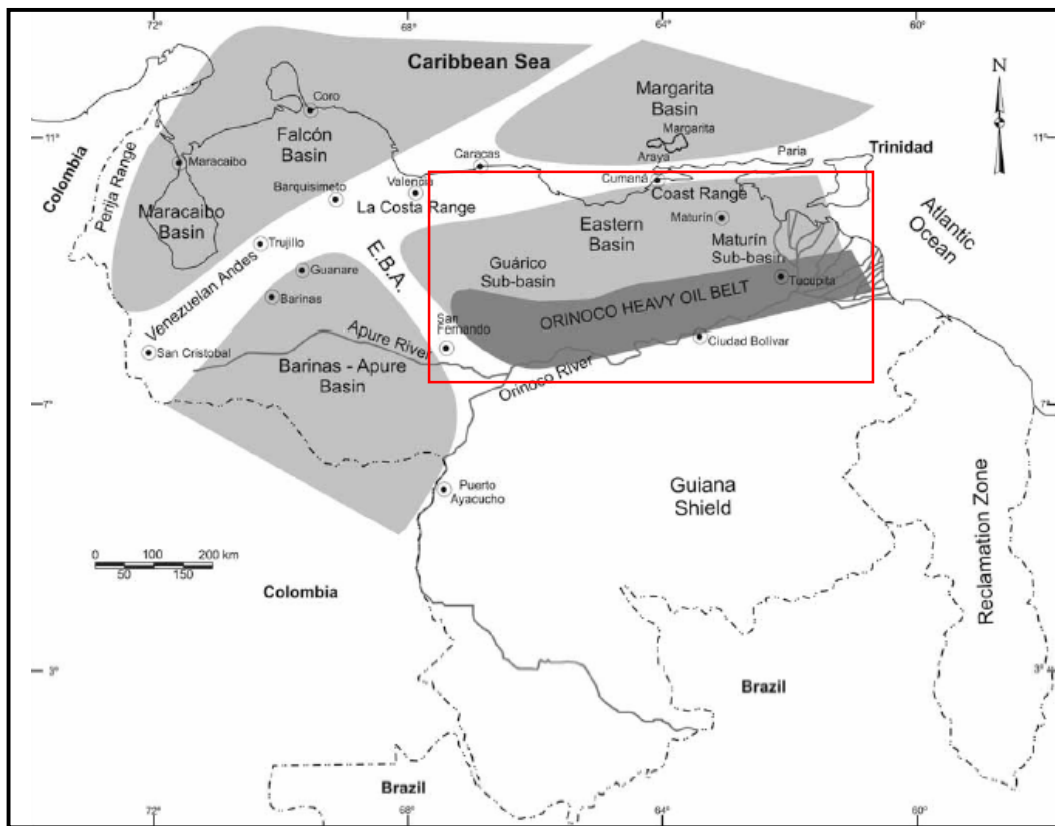 72°
68°
64°
60°
Caribbean Sea
N
Margarita
Basin
Margarita
Coro
Falcón
Basin
11°
11°
Colombia
Perija Range
Maracaibo
Caracas
Araya
Paria
Trinidad
Cumaná
Valencia
Barquisimeto
La Costa Range
Coast Range
Maracaibo
Basin
Eastern
Basin
Maturín
Atlantic
Ocean
Trujillo
E.B.A.
Guárico
Sub-basin
Maturín
Sub-basin
Guanare
Tucupita
Venezuelan Andes
Barinas
ORINOCO HEAVY OIL BELT
San
Fernando
Apure River
San Cristobal
Ciudad Bolívar
Barinas - Apure
Basin
Orinoco River
7°
7°
Puerto
Ayacucho
Guiana
Shield
Reclamation Zone
0 100 200 km
50 150
Colombia
3°
3°
Brazil
Brazil
72°
68°
64°
60°